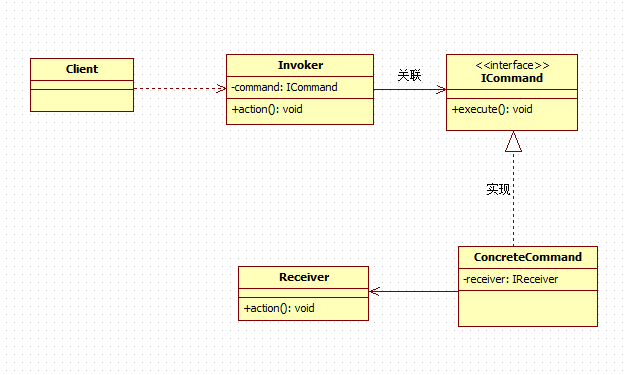 Client
Invoker
-command: ICommand
+action(): void
关联
<<interface>>
ICommand
+execute(): void
实现
Receiver
+action(): void
ConcreteCommand
-receiver: IReceiver